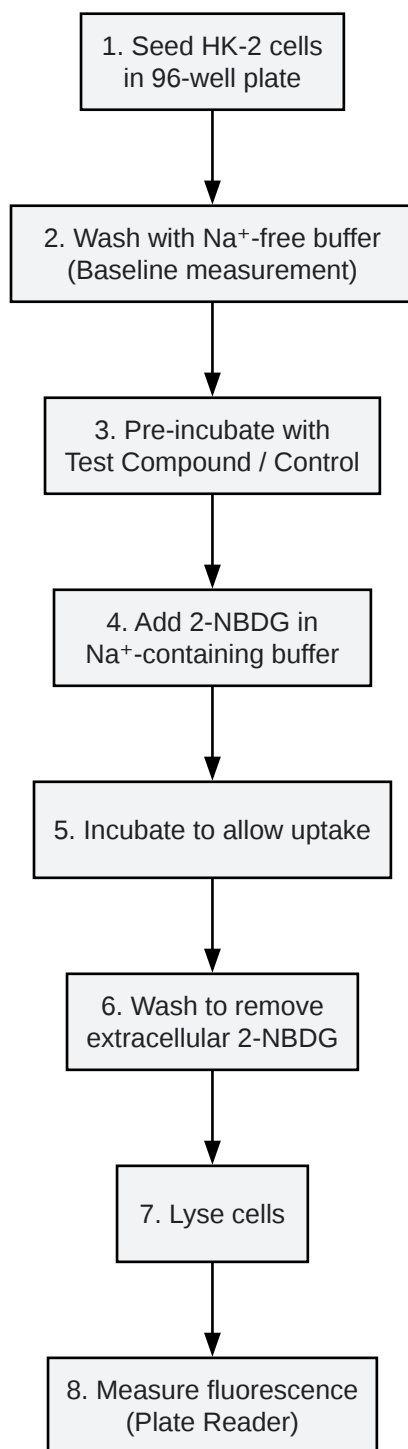 1. Seed HK-2 cells
in 96-well plate
2. Wash with Na⁺-free buffer
(Baseline measurement)
3. Pre-incubate with
Test Compound / Control
4. Add 2-NBDG in
Na⁺-containing buffer
5. Incubate to allow uptake
6. Wash to remove
extracellular 2-NBDG
7. Lyse cells
8. Measure fluorescence
(Plate Reader)